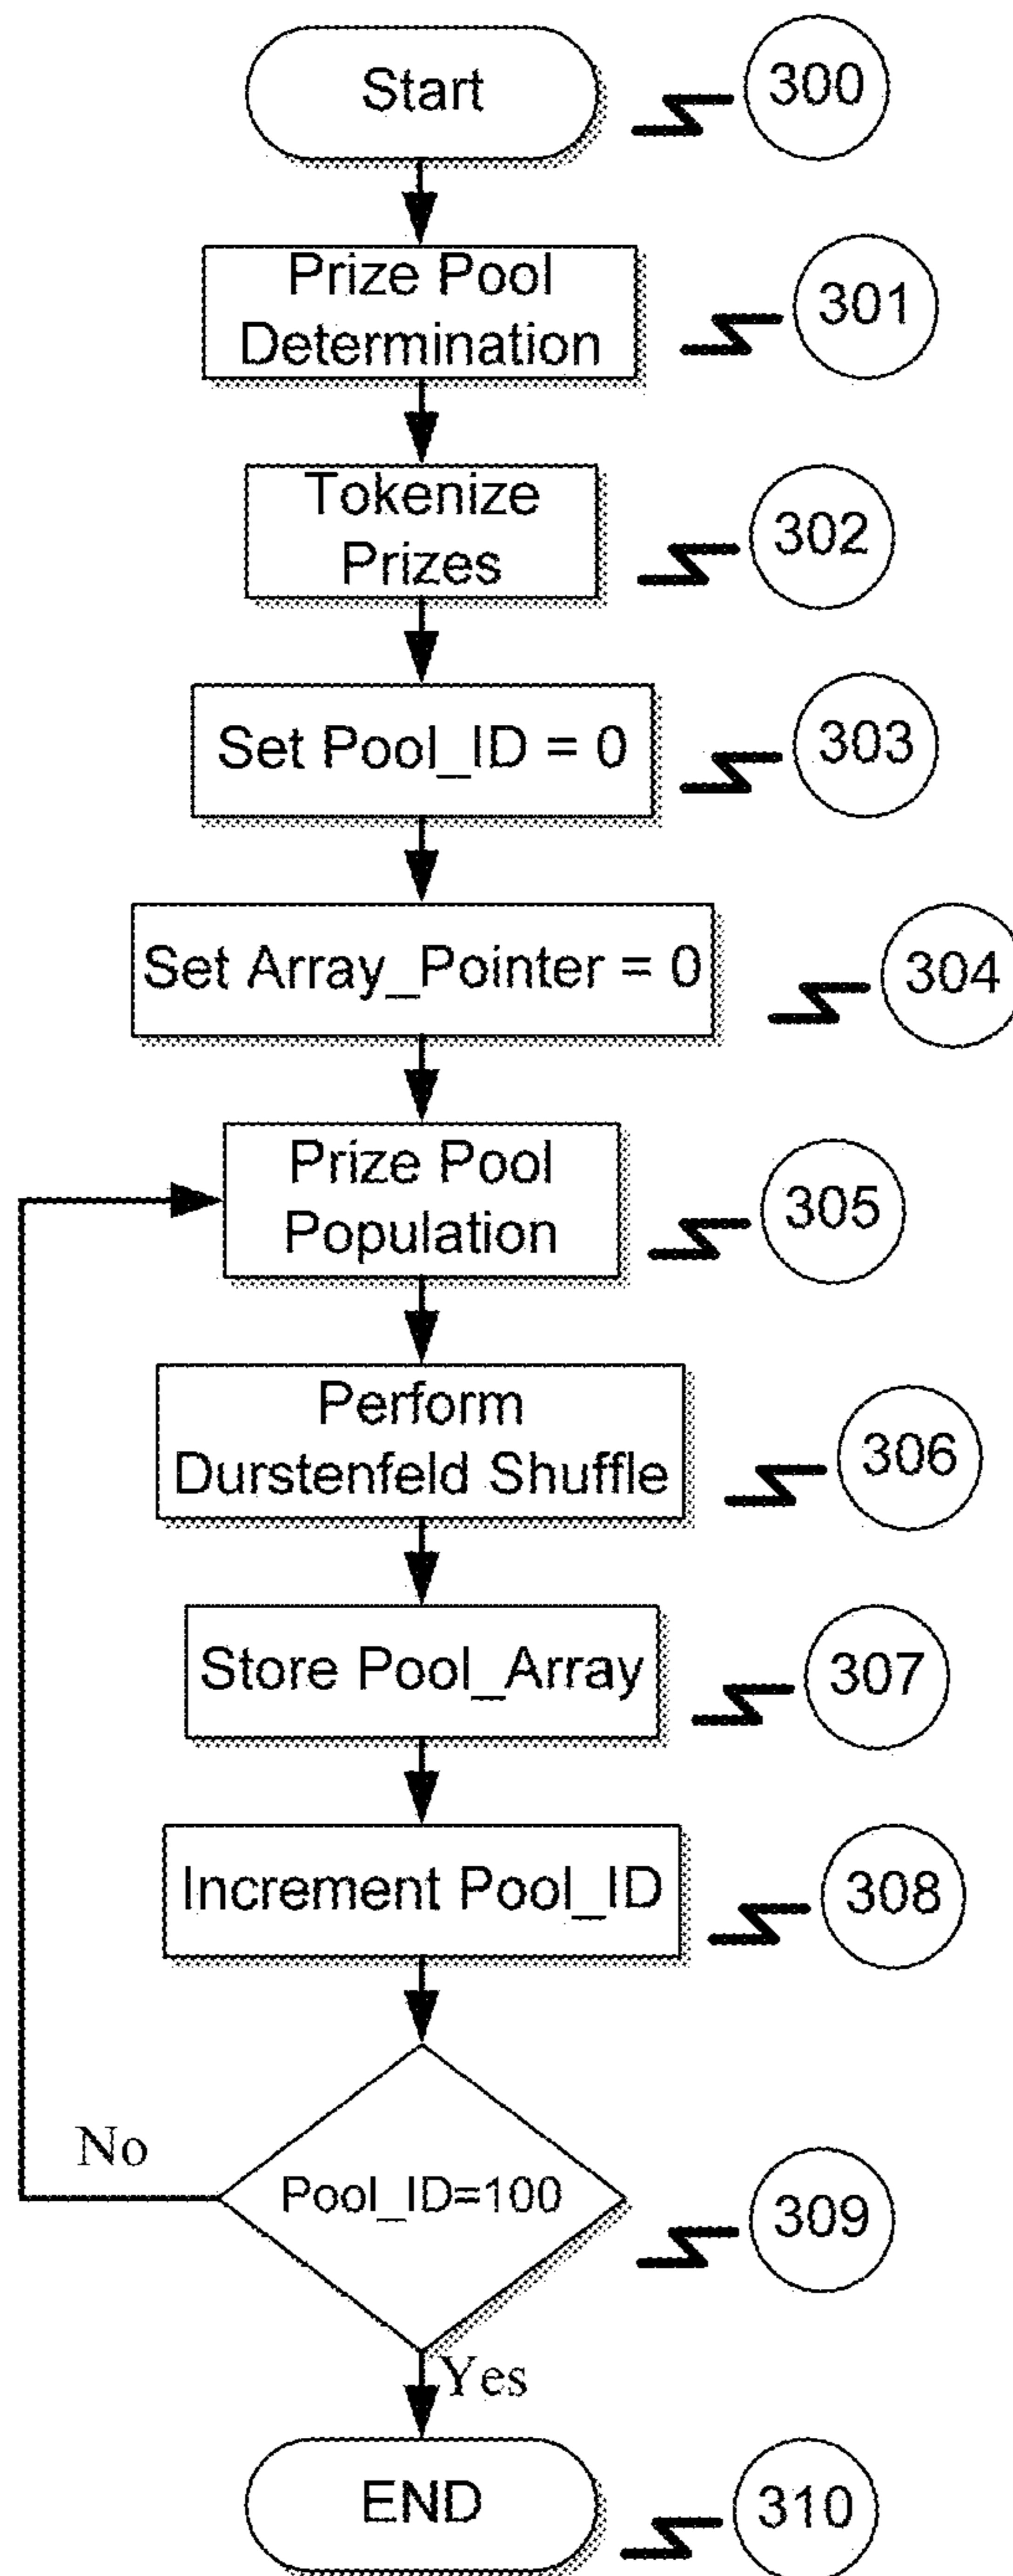 Start
300
Prize Pool
Determination
301
Tokenize
Prizes
302
Set Pool_ID = 0
303
Set Array_Pointer = 0
304
Prize Pool
Population
305
Perform
Durstenfeld Shuffle
306
Store Pool_Array
307
Increment Pool_ID
308
No
Pool_ID=100
309
Yes
END
310